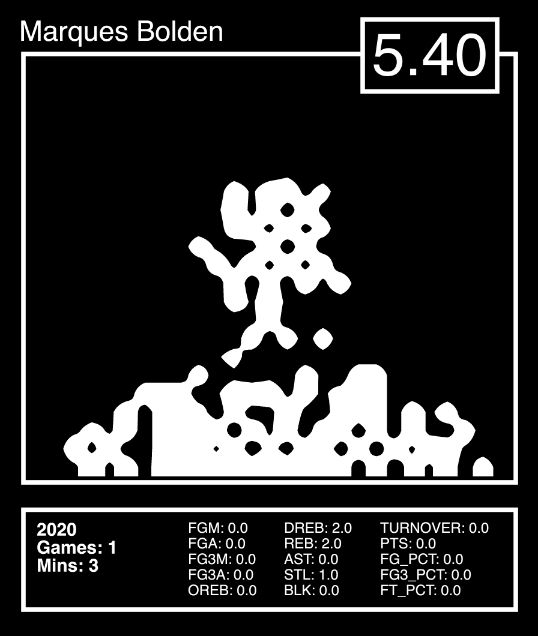 Marques Bolden
5.40
2020
Games: 1
Mins: 3
FGM: 0.0
FGA: 0.0
FG3M: 0.0
FG3A: 0.0
OREB: 0.0
DREB: 2.0
REB: 2.0
AST: 0.0
STL: 1.0
BLK: 0.0
TURNOVER: 0.0
PTS: 0.0
FG_PCT: 0.0
FG3_PCT: 0.0
FT_PCT: 0.0